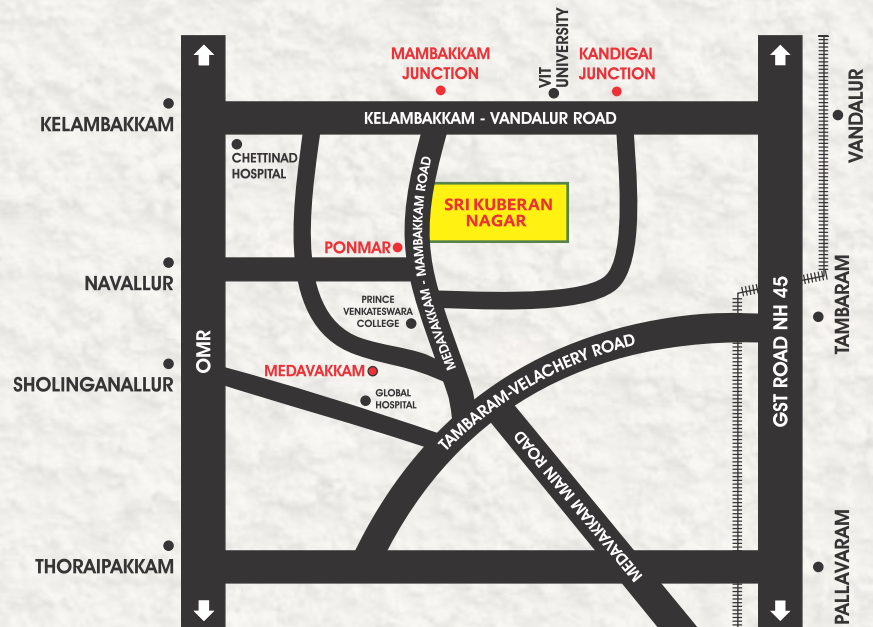 VIT
UNIVERSITY
MAMBAKKAM
JUNCTION
KANDIGAI
JUNCTION
KELAMBAKKAM
KELAMBAKKAM - VANDALUR ROAD
VANDALUR
CHETTINAD
HOSPITAL
MEDAVAKKAM - MAMBAKKAM ROAD
SRI KUBERAN
NAGAR
PONMAR
NAVALLUR
PRINCE
VENKATESWARA
COLLEGE
TAMBARAM
OMR
GST ROAD NH 45
TAMBARAM-VELACHERY ROAD
MEDAVAKKAM
SHOLINGANALLUR
GLOBAL
HOSPITAL
MEDAVAKKAM MAIN ROAD
THORAIPAKKAM
PALLAVARAM